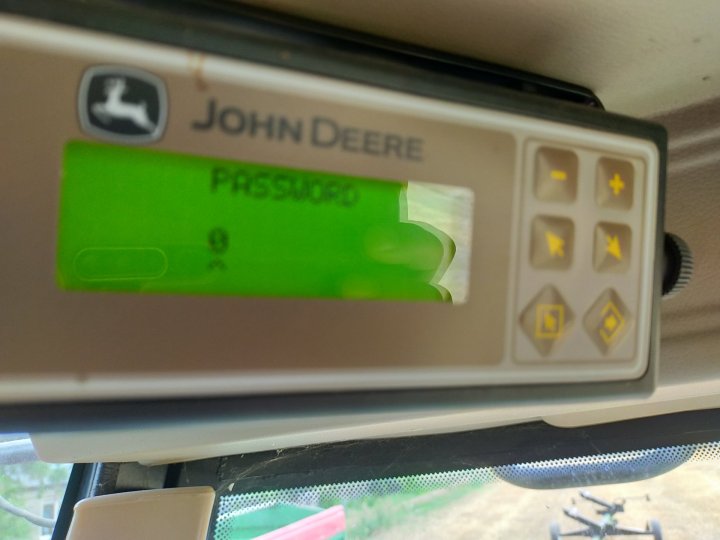 JOHN DEERE
PASSWORD
0
^
- +